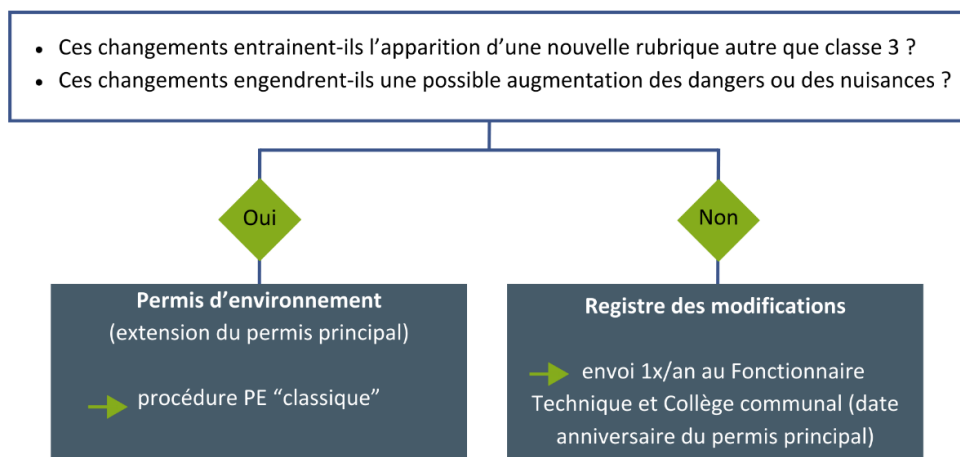 • Ces changements entrainent-ils l'apparition d'une nouvelle rubrique autre que classe 3 ?
• Ces changements engendrent-ils une possible augmentation des dangers ou des nuisances ?
Oui
Non
Permis d'environnement
(extension du permis principal)
procédure PE "classique"
Registre des modifications
envoi 1x/an au Fonctionnaire
Technique et Collège communal (date
anniversaire du permis principal)